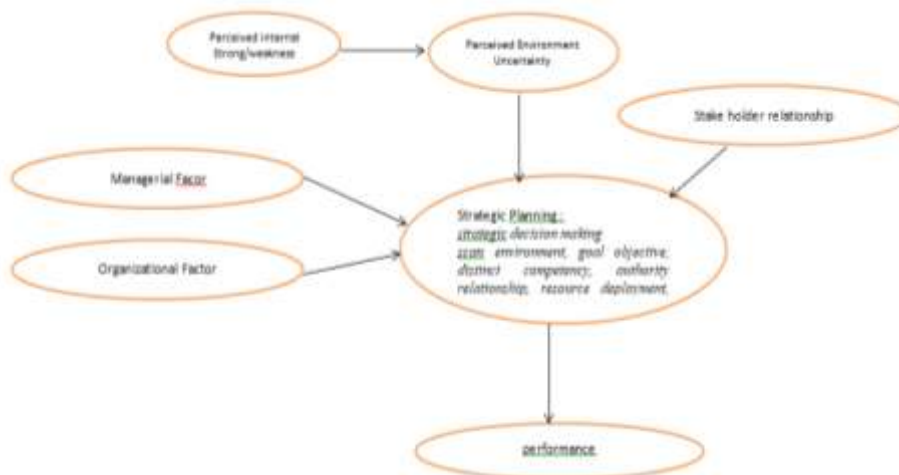 Perceived Internal
Strong/weakness
Perceived Environment
Uncertainty
Stake holder relationship
Managerial Facor
Organizational Factor
Strategic Planning :
strategic decision making
scan environment, goal objective,
distinct competency, authority
relationship, resource deployment,
performance